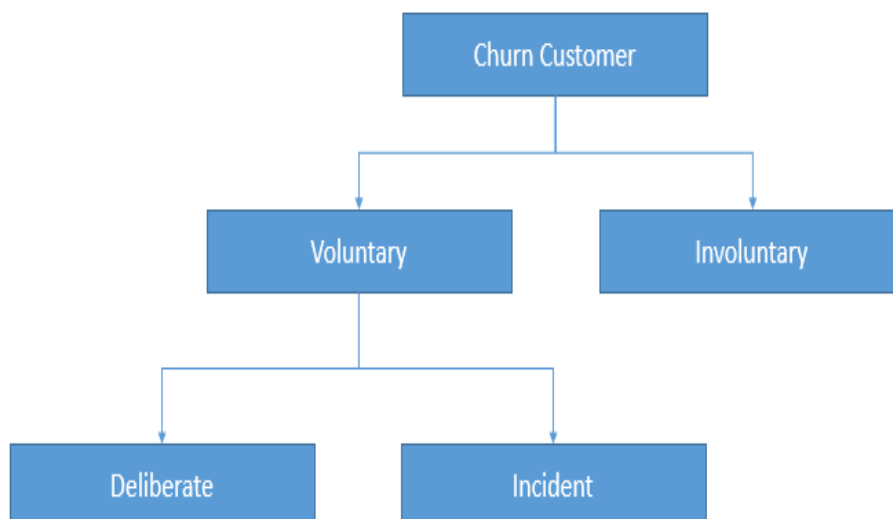 Churn Customer
Voluntary
Involuntary
Deliberate
Incident